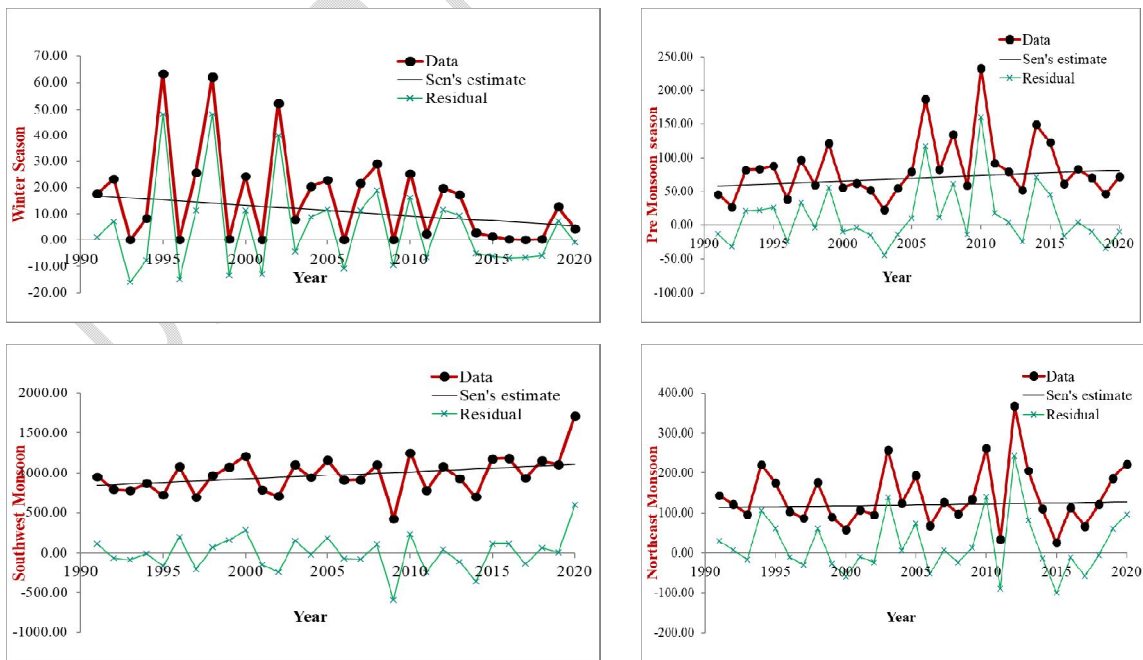 Data
Sen's estimate
Residual
70.00
60.00
50.00
40.00
30.00
20.00
10.00
0.00
-10.00
-20.00
Winter Season
1990 1995 2000 2005 2010 2015 2020
Year
Data
Sen's estimate
Residual
250.00
200.00
150.00
100.00
50.00
0.00
-50.00
-100.00
Pre Monsoon season
1990 1995 2000 2005 2010 2015 2020
Year
Data
Sen's estimate
Residual
2000.00
1500.00
1000.00
500.00
0.00
-500.00
-1000.00
Southwest Monsoon
1990 1995 2000 2005 2010 2015 2020
Year
Data
Sen's estimate
Residual
400.00
300.00
200.00
100.00
0.00
-100.00
-200.00
Northeast Monsoon
1990 1995 2000 2005 2010 2015 2020
Year